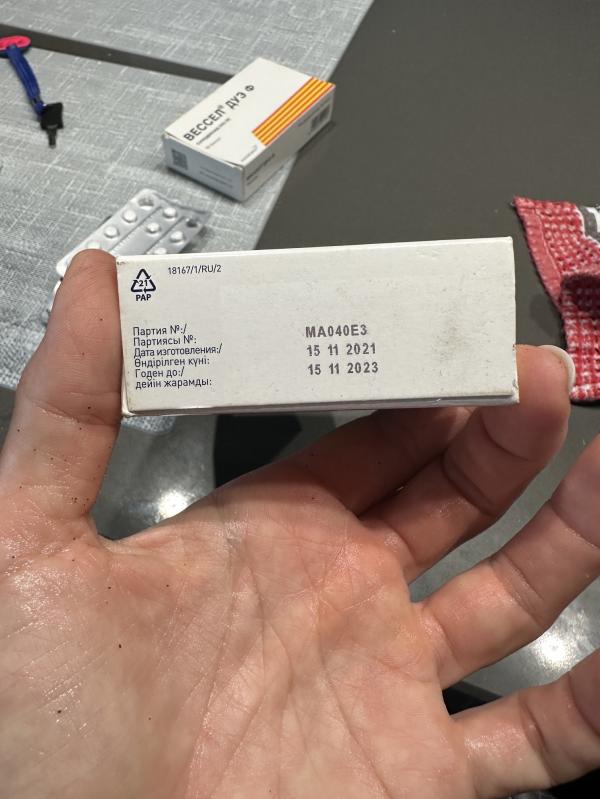 ВЕССЕЛ® ДУЭ Ф
18167/1/RU/2
21
PAP
Партия №:/
Партиясы №:
Дата изготовления:/
Өндірілген күні:
Годен до:/
дейін жарамды:
MA040E3
15 11 2021
15 11 2023